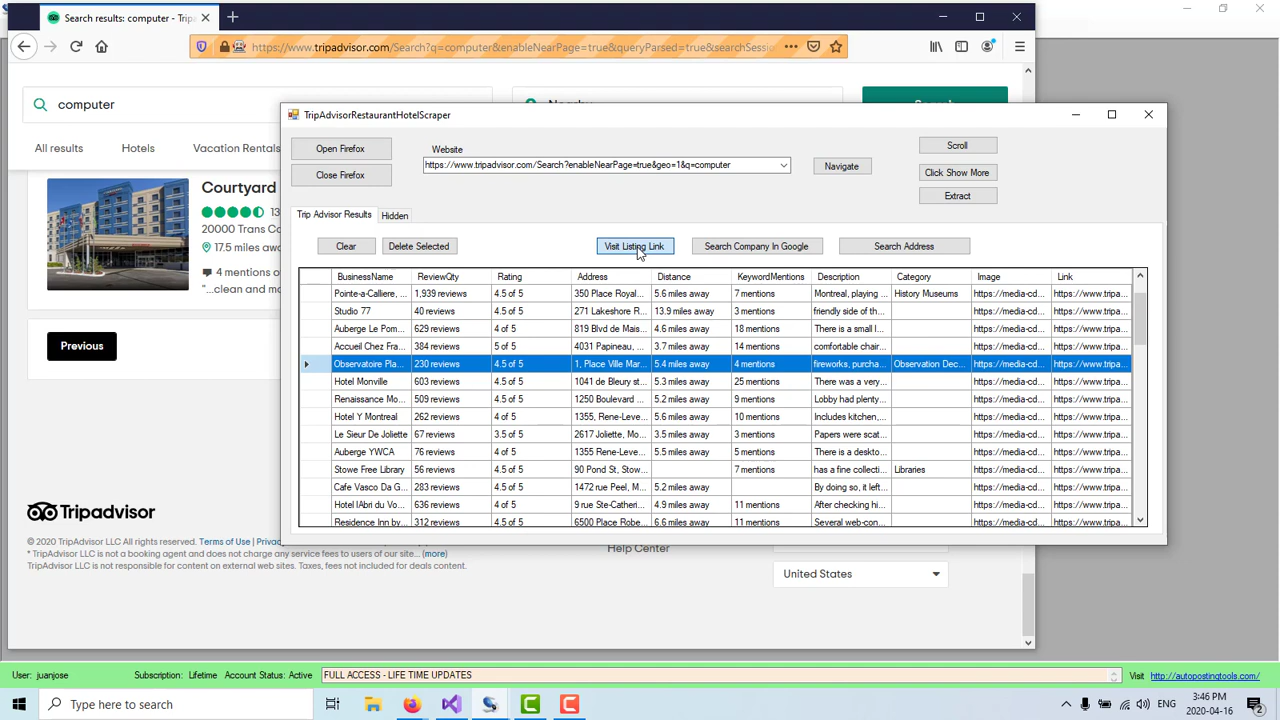 Search results: computer - Trip
https://www.tripadvisor.com/Search?q=computer&enableNearPage=true&queryParsed=true&searchSessi
computer
All results
Hotels
Vacation Rentals
Courtyard
13
20000 Trans Co
17.5 miles away
4 mentions o
“...clean and mo
Previous
Tripadvisor
© 2020 TripAdvisor LLC All rights reserved. Terms of Use | Privac
* TripAdvisor LLC is not a booking agent and does not charge any service fees to users of our site... (more)
TripAdvisor LLC is not responsible for content on external web sites. Taxes, fees not included for deals content.
Help Center
United States
TripAdvisorRestaurantHotelScraper
Open Firefox
Close Firefox
Website
https://www.tripadvisor.com/Search?enableNearPage=true&geo=1&q=computer
Navigate
Scroll
Click Show More
Extract
Trip Advisor Results
Hidden
Clear
Delete Selected
Visit Listing Link
Search Company In Google
Search Address
BusinessName ReviewQty Rating Address Distance KeywordMentions Description Category Image Link
Pointe-a-Calliere, ... 1,939 reviews 4.5 of 5 350 Place Royal... 5.6 miles away 7 mentions Montreal, playing ... History Museums https://media-cd... https://www.tripa...
Studio 77 40 reviews 4.5 of 5 271 Lakeshore R... 13.9 miles away 3 mentions friendly side of th... https://media-cd... https://www.tripa...
Auberge Le Pom... 629 reviews 4 of 5 819 Blvd de Mais... 4.6 miles away 18 mentions There is a small l... https://media-cd... https://www.tripa...
Accueil Chez Fra... 384 reviews 5 of 5 4031 Papineau, ... 3.7 miles away 14 mentions comfortable chair... https://media-cd... https://www.tripa...
Observatoire Pla... 230 reviews 4.5 of 5 1, Place Ville Mar... 5.4 miles away 4 mentions fireworks, purcha... Observation Dec... https://media-cd... https://www.tripa...
Hotel Monville 603 reviews 4.5 of 5 1041 de Bleury st... 5.3 miles away 25 mentions There was a very... https://media-cd... https://www.tripa...
Renaissance Mo... 509 reviews 4.5 of 5 1250 Boulevard ... 5.2 miles away 9 mentions Lobby had plenty... https://media-cd... https://www.tripa...
Hotel Y Montreal 262 reviews 4 of 5 1355, Rene-Leve... 5.6 miles away 10 mentions Includes kitchen, ... https://media-cd... https://www.tripa...
Le Sieur De Joliette 67 reviews 3.5 of 5 2617 Joliette, Mo... 3.5 miles away 3 mentions Papers were scat... https://media-cd... https://www.tripa...
Auberge YWCA 76 reviews 4 of 5 1355 Rene-Leve... 5.5 miles away There is a deskto... https://media-cd... https://www.tripa...
Stowe Free Library 56 reviews 4.5 of 5 90 Pond St, Stow... 7 mentions has a fine collecti... Libraries https://media-cd... https://www.tripa...
Cafe Vasco Da G... 283 reviews 4.5 of 5 1472 rue Peel, M... 5.2 miles away By doing so, it left... https://media-cd... https://www.tripa...
Hotel lAbri du Vo... 636 reviews 4 of 5 9 rue Ste-Catheri... 4.9 miles away 11 mentions After checking hi... https://media-cd... https://www.tripa...
Residence Inn by... 312 reviews 4.5 of 5 6500 Place Robe... 6.6 miles away 11 mentions Several web-con... https://media-cd... https://www.tripa...
User: juanjose Subscription: Lifetime Account Status: Active FULL ACCESS - LIFE TIME UPDATES Visit http://autopostingtools.com/
Type here to search
ENG
3:46 PM
2020-04-16
2